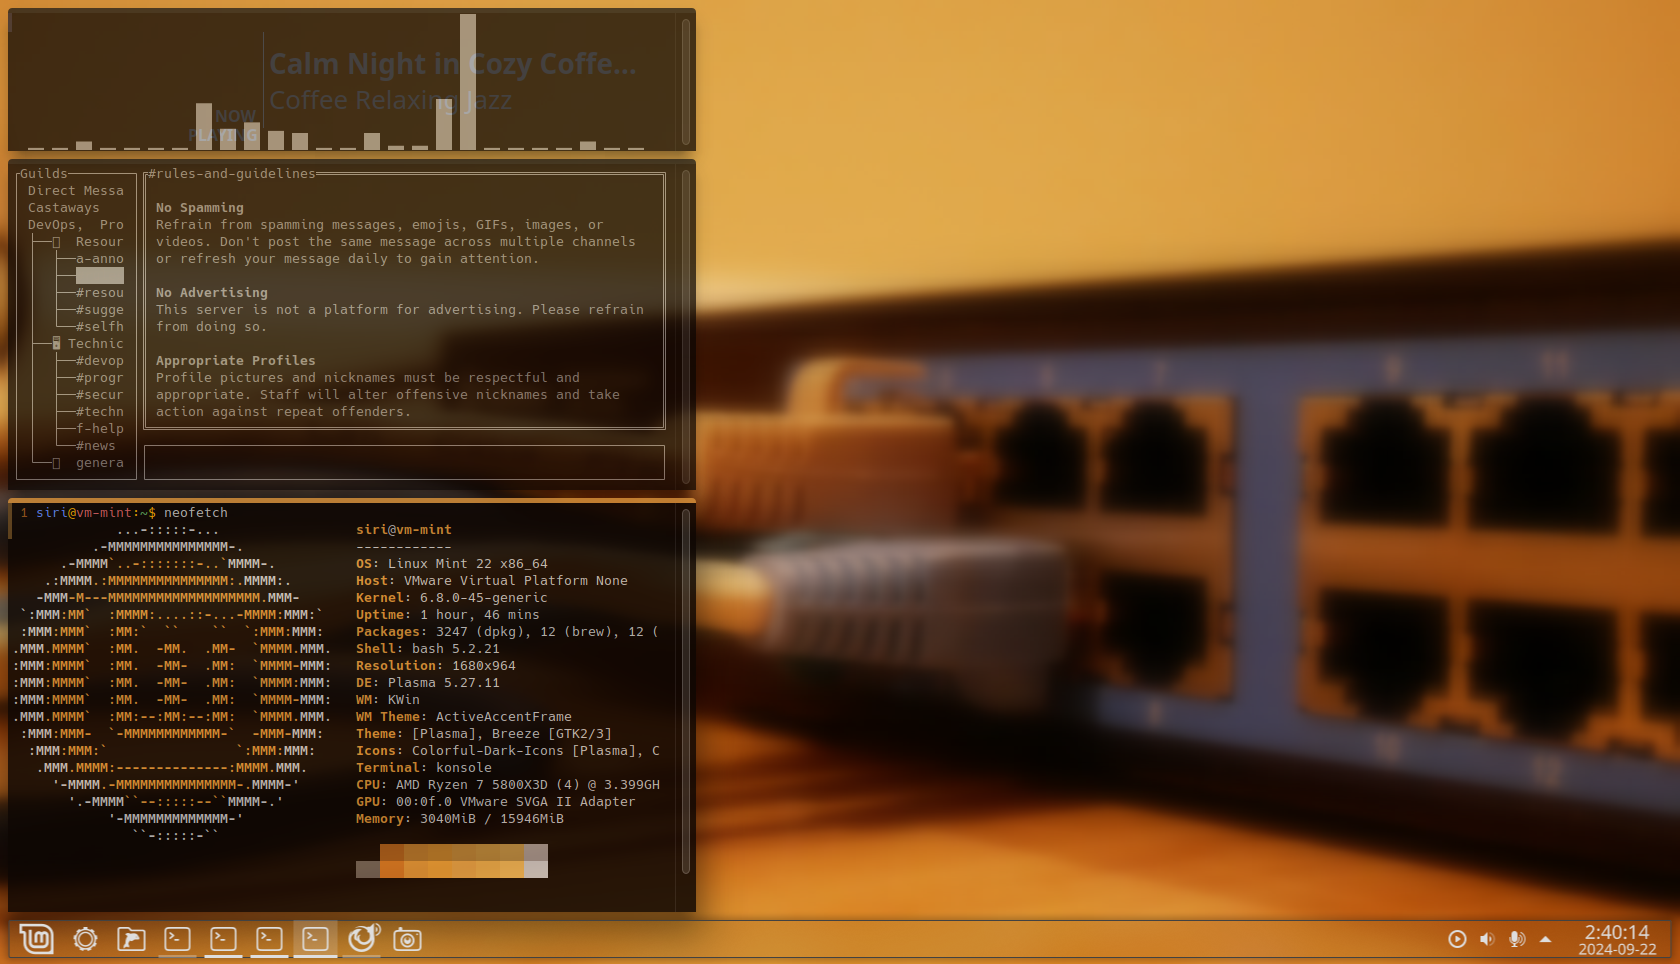 Calm Night in Cozy Coffe...
Coffee Relaxing Jazz
NOW
PLAYING
Guilds
Direct Messa
Castaways
DevOps,  Pro
Resour
a-anno
#resou
#sugge
#selfh
Technic
#devop
#progr
#secur
#techn
f-help
#news
genera
#rules-and-guidelines
No Spamming
Refrain from spamming messages, emojis, GIFs, images, or
videos. Don't post the same message across multiple channels
or refresh your message daily to gain attention.
No Advertising
This server is not a platform for advertising. Please refrain
from doing so.
Appropriate Profiles
Profile pictures and nicknames must be respectful and
appropriate. Staff will alter offensive nicknames and take
action against repeat offenders.
1 siri@vm-mint:~$ neofetch
siri@vm-mint
------------
OS: Linux Mint 22 x86_64
Host: VMware Virtual Platform None
Kernel: 6.8.0-45-generic
Uptime: 1 hour, 46 mins
Packages: 3247 (dpkg), 12 (brew), 12 (
Shell: bash 5.2.21
Resolution: 1680x964
DE: Plasma 5.27.11
WM: KWin
WM Theme: ActiveAccentFrame
Theme: [Plasma], Breeze [GTK2/3]
Icons: Colorful-Dark-Icons [Plasma], C
Terminal: konsole
CPU: AMD Ryzen 7 5800X3D (4) @ 3.399GH
GPU: 00:0f.0 VMware SVGA II Adapter
Memory: 3040MiB / 15946MiB
2:40:14
2024-09-22